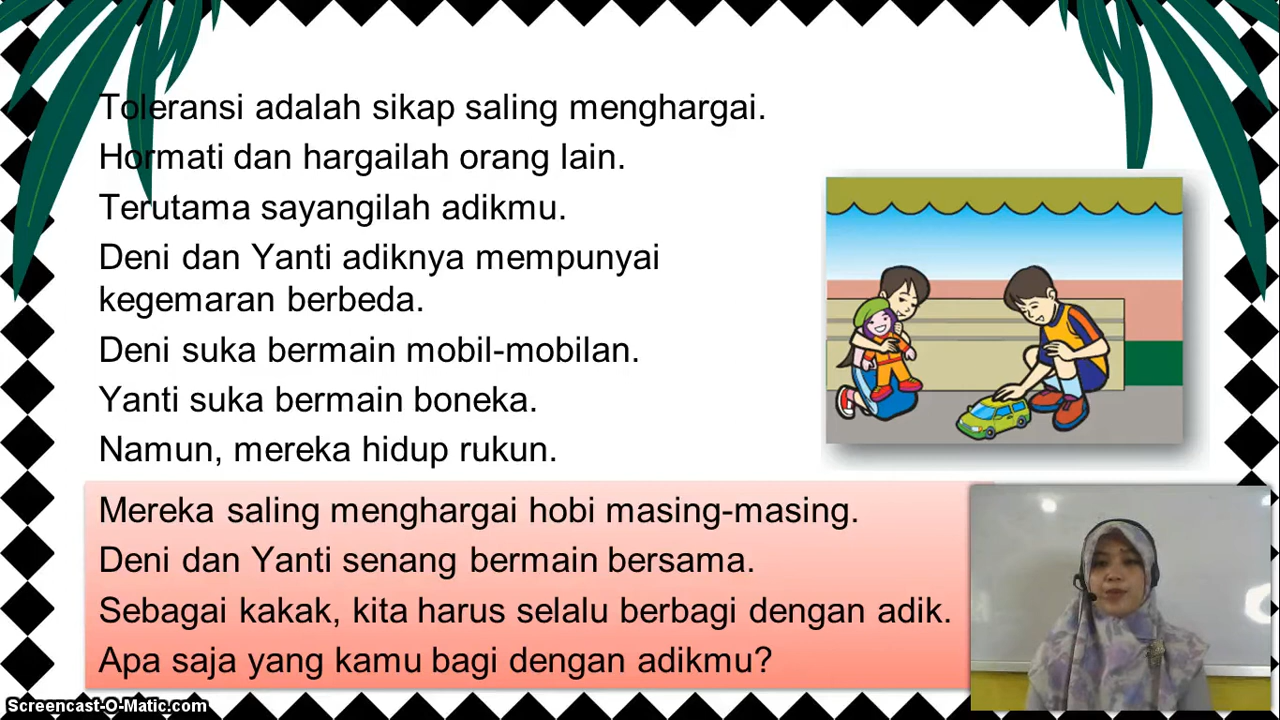 Toleransi adalah sikap saling menghargai.
Hormati dan hargailah orang lain.
Terutama sayangilah adikmu.
Deni dan Yanti adiknya mempunyai
kegemaran berbeda.
Deni suka bermain mobil-mobilan.
Yanti suka bermain boneka.
Namun, mereka hidup rukun.
Mereka saling menghargai hobi masing-masing.
Deni dan Yanti senang bermain bersama.
Sebagai kakak, kita harus selalu berbagi dengan adik.
Apa saja yang kamu bagi dengan adikmu?
Screencast-O-Matic.com